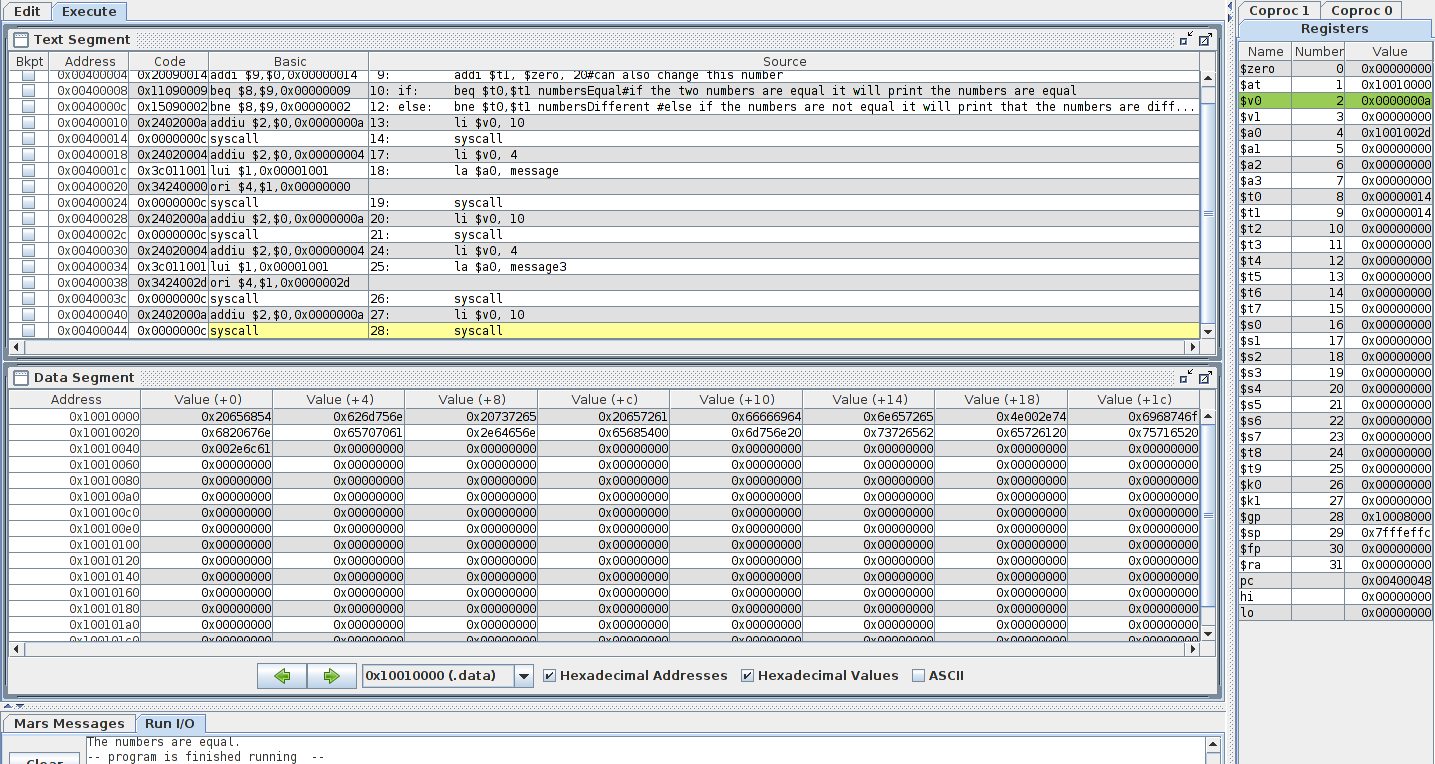 Edit Execute
Text Segment
Bkpt Address Code Basic Source
0x00400004 0x20090014 addi $9,$0,0x00000014 9: addi $t1, $zero, 20#can also change this number
0x00400008 0x11090009 beq $8,$9,0x00000009 10: if: beq $t0,$t1 numbersEqual#if the two numbers are equal it will print the numbers are equal
0x0040000c 0x15090002 bne $8,$9,0x00000002 12: else: bne $t0,$t1 numbersDifferent #else if the numbers are not equal it will print that the numbers are diff...
0x00400010 0x2402000a addiu $2,$0,0x0000000a 13: li $v0, 10
0x00400014 0x0000000c syscall 14: syscall
0x00400018 0x24020004 addiu $2,$0,0x00000004 17: li $v0, 4
0x0040001c 0x3c011001 lui $1,0x00001001 18: la $a0, message
0x00400020 0x34240000 ori $4,$1,0x00000000
0x00400024 0x0000000c syscall 19: syscall
0x00400028 0x2402000a addiu $2,$0,0x0000000a 20: li $v0, 10
0x0040002c 0x0000000c syscall 21: syscall
0x00400030 0x24020004 addiu $2,$0,0x00000004 24: li $v0, 4
0x00400034 0x3c011001 lui $1,0x00001001 25: la $a0, message3
0x00400038 0x3424002d ori $4,$1,0x0000002d
0x0040003c 0x0000000c syscall 26: syscall
0x00400040 0x2402000a addiu $2,$0,0x0000000a 27: li $v0, 10
0x00400044 0x0000000c syscall 28: syscall
Data Segment
Address Value (+0) Value (+4) Value (+8) Value (+c) Value (+10) Value (+14) Value (+18) Value (+1c)
0x10010000 0x20656854 0x626d756e 0x20737265 0x20657261 0x66666964 0x6e657265 0x4e002e74 0x6968746f
0x10010020 0x6820676e 0x65707061 0x2e64656e 0x65685400 0x6d756e20 0x73726562 0x65726120 0x75716520
0x10010040 0x002e6c61 0x00000000 0x00000000 0x00000000 0x00000000 0x00000000 0x00000000 0x00000000
0x10010060 0x00000000 0x00000000 0x00000000 0x00000000 0x00000000 0x00000000 0x00000000 0x00000000
0x10010080 0x00000000 0x00000000 0x00000000 0x00000000 0x00000000 0x00000000 0x00000000 0x00000000
0x100100a0 0x00000000 0x00000000 0x00000000 0x00000000 0x00000000 0x00000000 0x00000000 0x00000000
0x100100c0 0x00000000 0x00000000 0x00000000 0x00000000 0x00000000 0x00000000 0x00000000 0x00000000
0x100100e0 0x00000000 0x00000000 0x00000000 0x00000000 0x00000000 0x00000000 0x00000000 0x00000000
0x10010100 0x00000000 0x00000000 0x00000000 0x00000000 0x00000000 0x00000000 0x00000000 0x00000000
0x10010120 0x00000000 0x00000000 0x00000000 0x00000000 0x00000000 0x00000000 0x00000000 0x00000000
0x10010140 0x00000000 0x00000000 0x00000000 0x00000000 0x00000000 0x00000000 0x00000000 0x00000000
0x10010160 0x00000000 0x00000000 0x00000000 0x00000000 0x00000000 0x00000000 0x00000000 0x00000000
0x10010180 0x00000000 0x00000000 0x00000000 0x00000000 0x00000000 0x00000000 0x00000000 0x00000000
0x100101a0 0x00000000 0x00000000 0x00000000 0x00000000 0x00000000 0x00000000 0x00000000 0x00000000
0x100101c0 0x00000000 0x00000000 0x00000000 0x00000000 0x00000000 0x00000000 0x00000000 0x00000000
0x10010000 (.data) Hexadecimal Addresses Hexadecimal Values ASCII
Mars Messages Run I/O
The numbers are equal.
-- program is finished running --
Clear
Coproc 1 Coproc 0
Registers
Name Number Value
$zero 0 0x00000000
$at 1 0x10010000
$v0 2 0x0000000a
$v1 3 0x00000000
$a0 4 0x1001002d
$a1 5 0x00000000
$a2 6 0x00000000
$a3 7 0x00000000
$t0 8 0x00000014
$t1 9 0x00000014
$t2 10 0x00000000
$t3 11 0x00000000
$t4 12 0x00000000
$t5 13 0x00000000
$t6 14 0x00000000
$t7 15 0x00000000
$s0 16 0x00000000
$s1 17 0x00000000
$s2 18 0x00000000
$s3 19 0x00000000
$s4 20 0x00000000
$s5 21 0x00000000
$s6 22 0x00000000
$s7 23 0x00000000
$t8 24 0x00000000
$t9 25 0x00000000
$k0 26 0x00000000
$k1 27 0x00000000
$gp 28 0x10008000
$sp 29 0x7fffeffc
$fp 30 0x00000000
$ra 31 0x00000000
pc 0x00400048
hi 0x00000000
lo 0x00000000